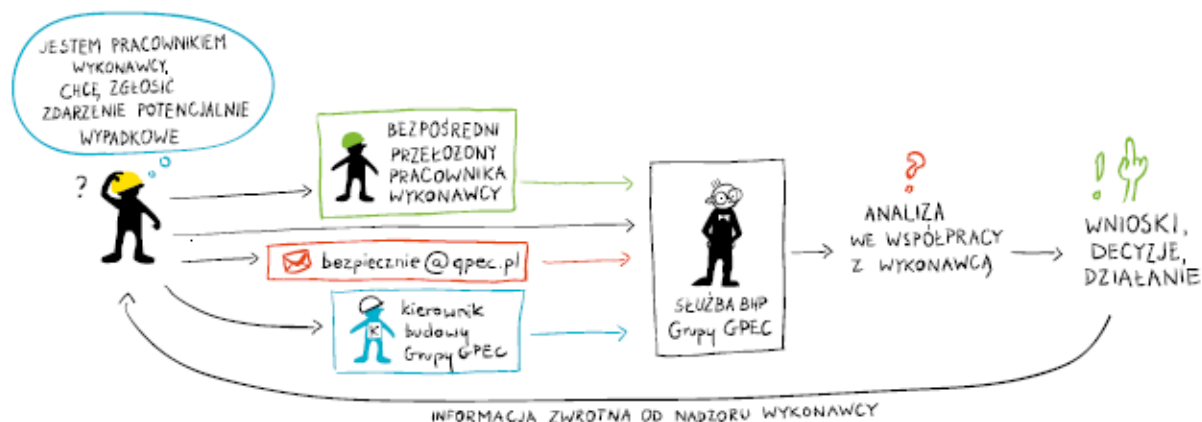 JESTEM PRACOWNIKIEM
WYKONAWCY,
CHCĘ ZGŁOSIĆ
ZDARZENIE POTENCJALNIE
WYPADKOWE
?
BEZPOŚREDNI
PRZEŁOŻONY
PRACOWNIKA
WYKONAWCY
bezpiecznie@gpec.pl
K
kierownik
budowy
Grupy GPEC
SŁUŻBA BHP
Grupy GPEC
?
ANALIZA
WE WSPÓŁPRACY
Z WYKONAWCĄ
!
WNIOSKI,
DECYZJE,
DZIAŁANIE
INFORMACJA ZWROTNA OD NADZORU WYKONAWCY